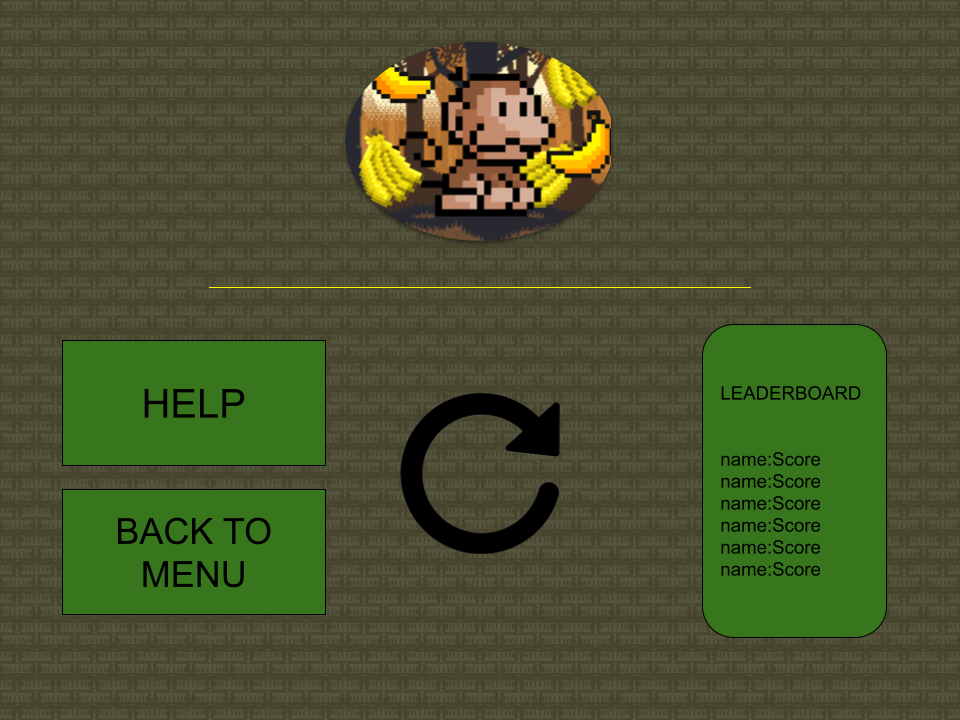 HELP
BACK TO
MENU
LEADERBOARD
name:Score
name:Score
name:Score
name:Score
name:Score
name:Score